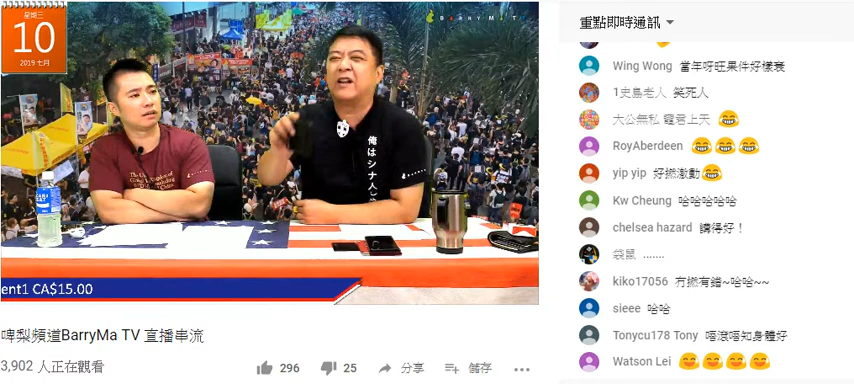 星期三
10
2019 七月
BARRYMA TV
俺はシナ人
ent1 CA$15.00
啤梨頻道BarryMa TV 直播串流
3,902 人正在觀看
296
25
分享
儲存
重點即時通訊
Wing Wong 當年呀旺果件好樣衰
1史島老人 笑死人
大公無私 寵君上天 😂
RoyAberdeen 😂😂😂
yip yip 好撚激動😂
Kw Cheung 哈哈哈哈哈
chelsea hazard 講得好！
袋鼠 .......
kiko17056 冇撚有錯~哈哈~~
sieee 哈哈
Tonycu178 Tony 唔滾唔知身體好
Watson Lei 😄😄😄😄